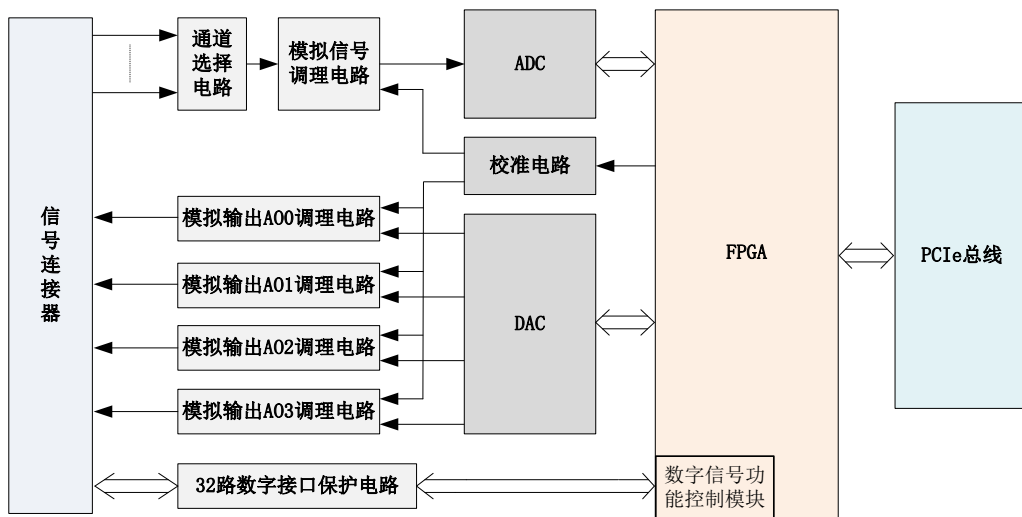 通道
选择
电路
模拟信号
调理电路
ADC
校准电路
信
号
连
接
器
模拟输出AO0调理电路
模拟输出AO1调理电路
模拟输出AO2调理电路
模拟输出AO3调理电路
DAC
FPGA
PCIe总线
32路数字接口保护电路
数字信号功
能控制模块